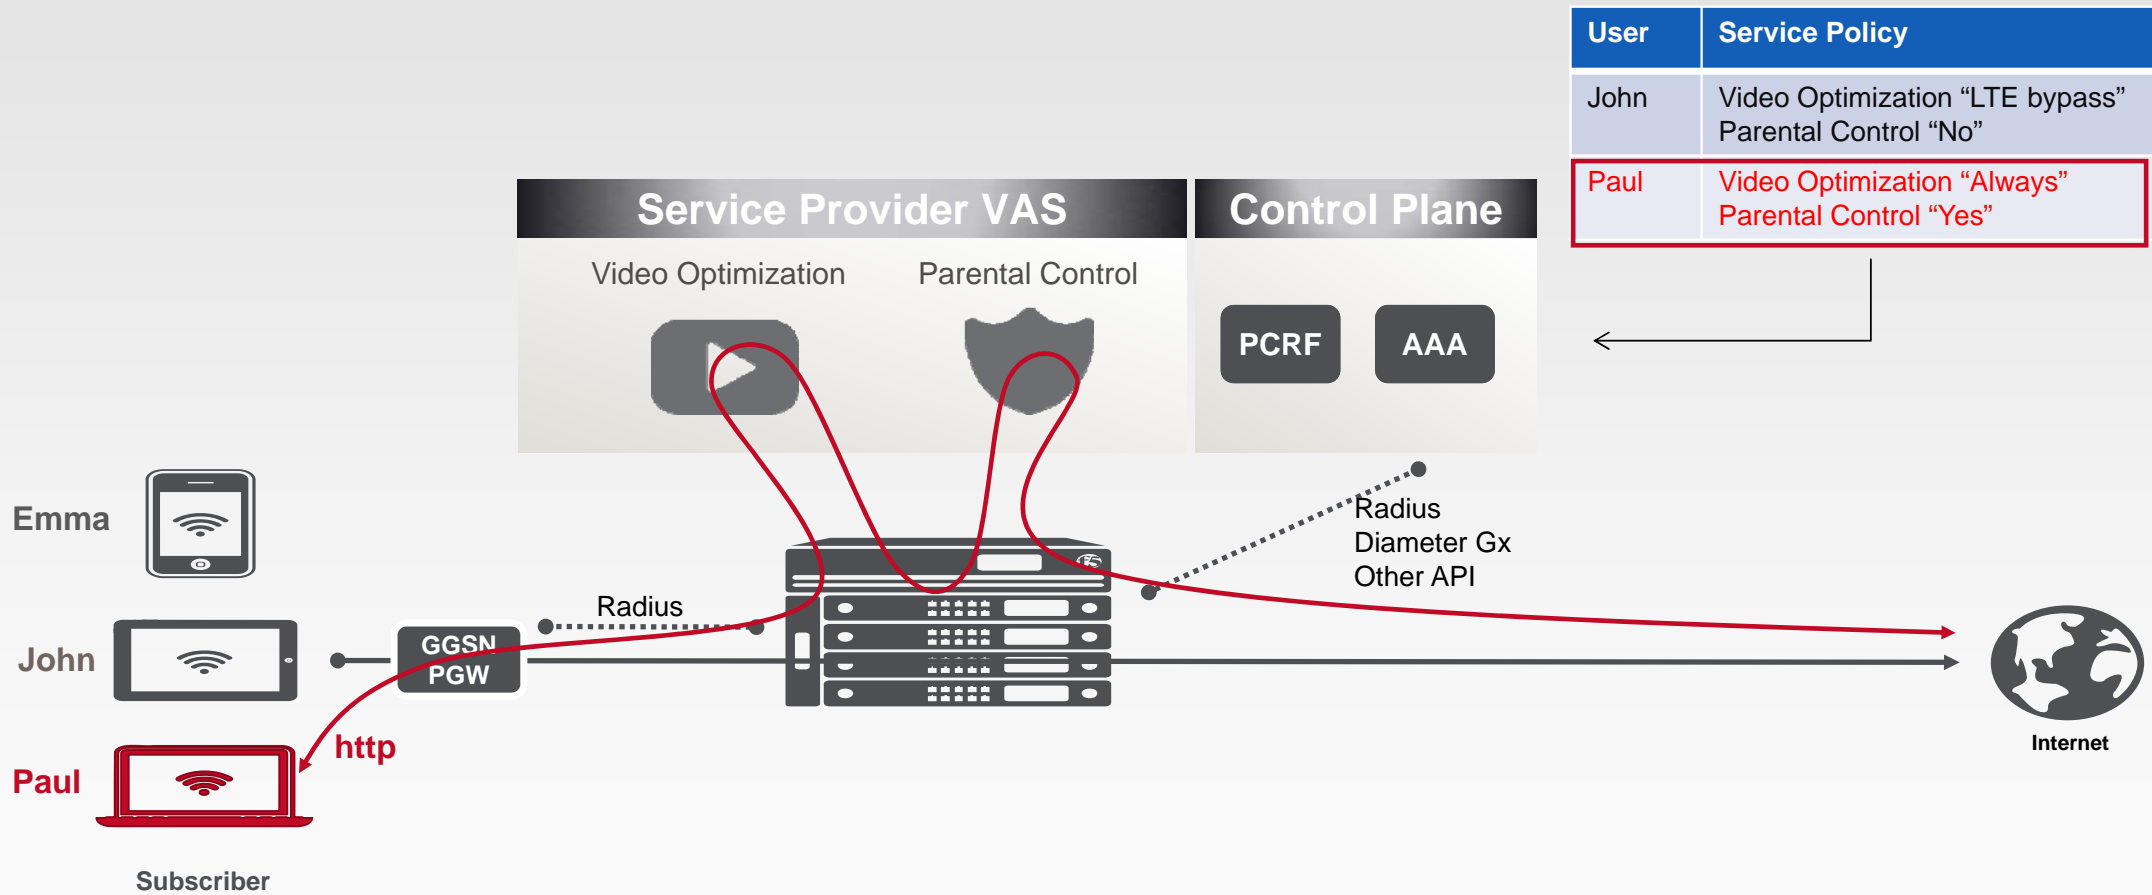 User Service Policy
John Video Optimization “LTE bypass”
Parental Control “No”
Paul Video Optimization “Always”
Parental Control “Yes”
Service Provider VAS
Control Plane
Video Optimization
Parental Control
PCRF
AAA
Radius
Diameter Gx
Other API
Emma
Radius
John
GGSN
PGW
http
Paul
Internet
Subscriber
f5